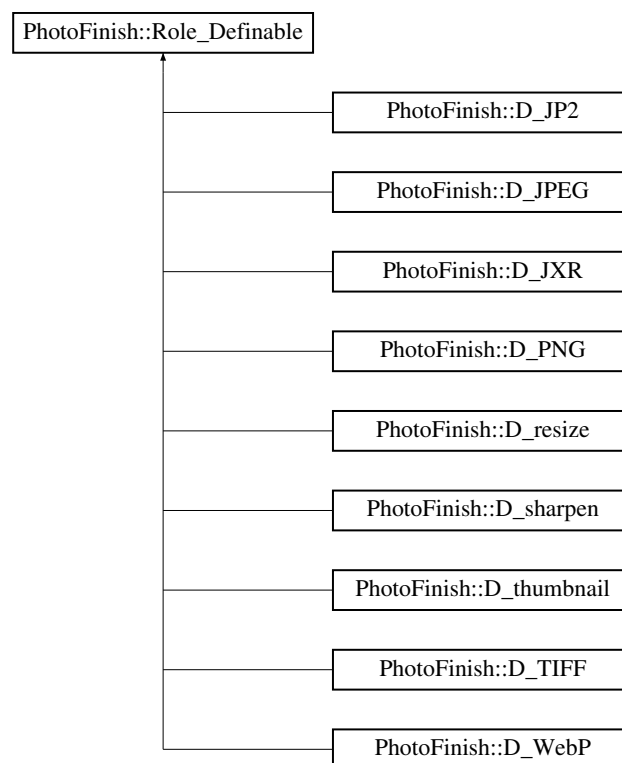 PhotoFinish::Role_Definable
PhotoFinish::D_JP2
PhotoFinish::D_JPEG
PhotoFinish::D_JXR
PhotoFinish::D_PNG
PhotoFinish::D_resize
PhotoFinish::D_sharpen
PhotoFinish::D_thumbnail
PhotoFinish::D_TIFF
PhotoFinish::D_WebP